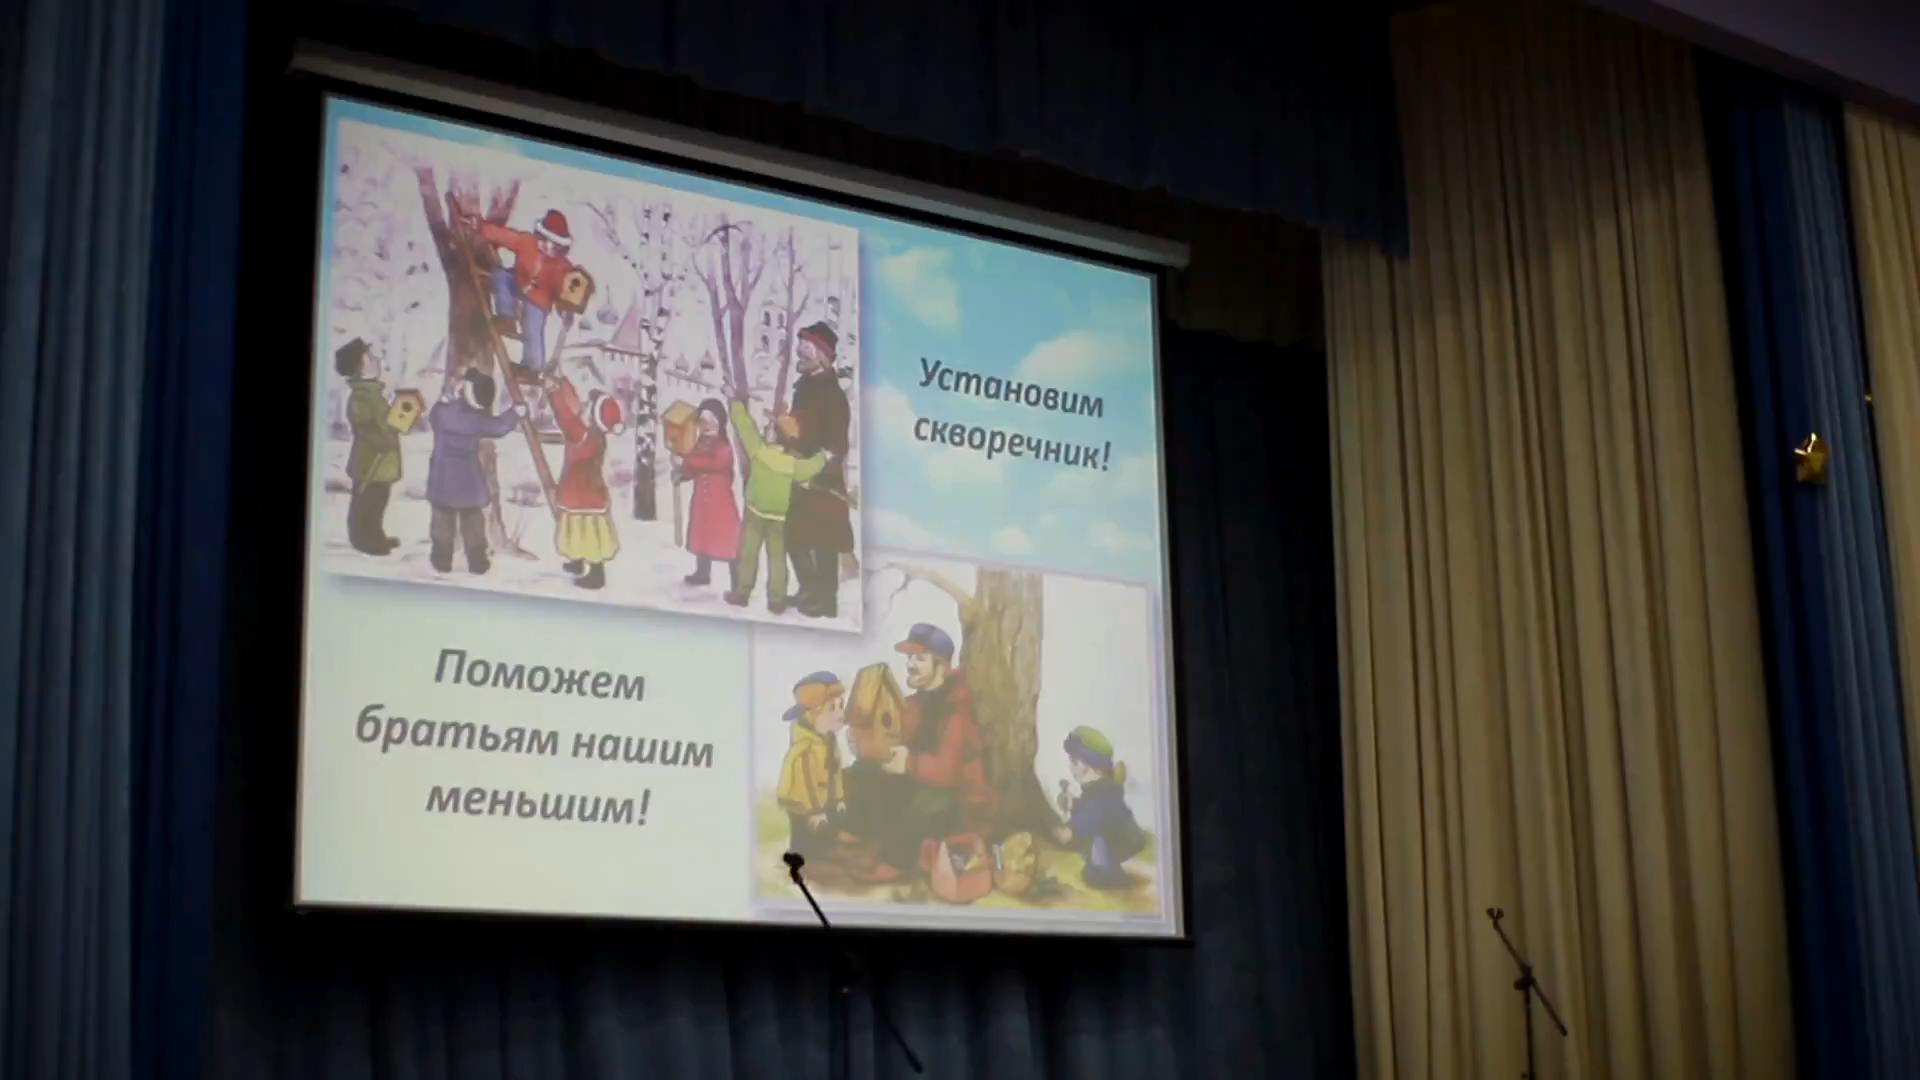 Установим
скворечник!
Поможем
братьям нашим
меньшим!